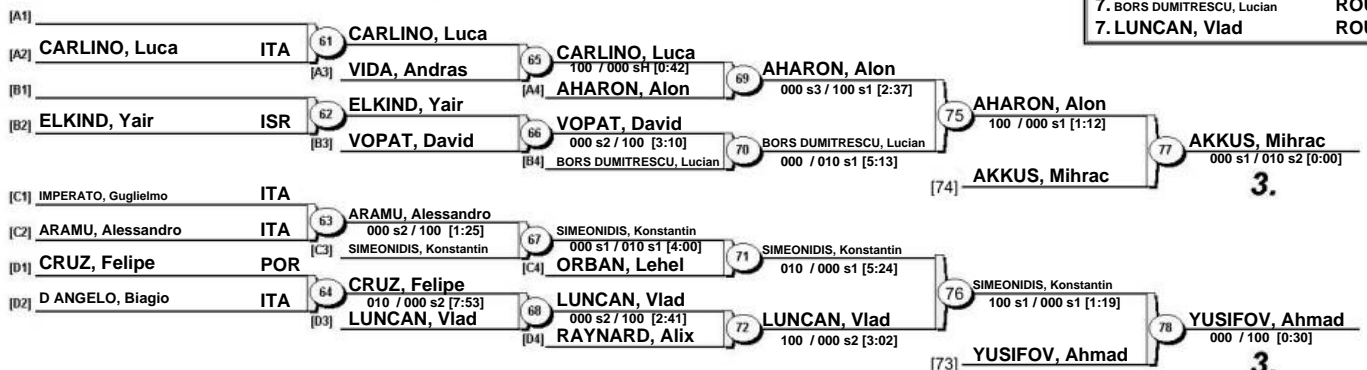 7. BORS DUMITRESCU, Lucian ROU
7. LUNCAN, Vlad ROU
[A1]
[A2] CARLINO, Luca ITA
61
CARLINO, Luca
[A3] VIDA, Andras
65
CARLINO, Luca
100 / 000 sH [0:42]
[A4] AHARON, Alon
69
AHARON, Alon
000 s3 / 100 s1 [2:37]
[B1]
[B2] ELKIND, Yair ISR
62
ELKIND, Yair
[B3] VOPAT, David
66
VOPAT, David
000 s2 / 100 [3:10]
[B4] BORS DUMITRESCU, Lucian
70
BORS DUMITRESCU, Lucian
000 / 010 s1 [5:13]
75
AHARON, Alon
100 / 000 s1 [1:12]
[74] AKKUS, Mihrac
77
AKKUS, Mihrac
000 s1 / 010 s2 [0:00]
3.
[C1] IMPERATO, Guglielmo ITA
[C2] ARAMU, Alessandro ITA
63
ARAMU, Alessandro
000 s2 / 100 [1:25]
[C3] SIMEONIDIS, Konstantin
67
SIMEONIDIS, Konstantin
000 s1 / 010 s1 [4:00]
[C4] ORBAN, Lehel
71
SIMEONIDIS, Konstantin
010 / 000 s1 [5:24]
[D1] CRUZ, Felipe POR
[D2] D ANGELO, Biagio ITA
64
CRUZ, Felipe
010 / 000 s2 [7:53]
[D3] LUNCAN, Vlad
68
LUNCAN, Vlad
000 s2 / 100 [2:41]
[D4] RAYNARD, Alix
72
LUNCAN, Vlad
100 / 000 s2 [3:02]
76
SIMEONIDIS, Konstantin
100 s1 / 000 s1 [1:19]
[73] YUSIFOV, Ahmad
78
YUSIFOV, Ahmad
000 / 100 [0:30]
3.